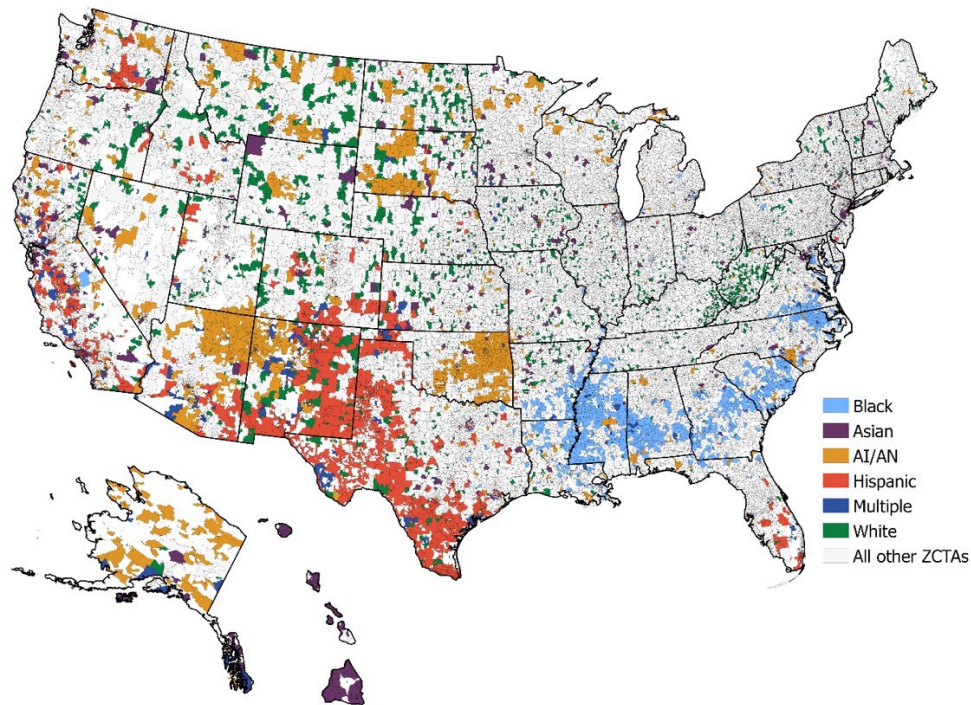 Black
Asian
AI/AN
Hispanic
Multiple
White
All other ZCTAs